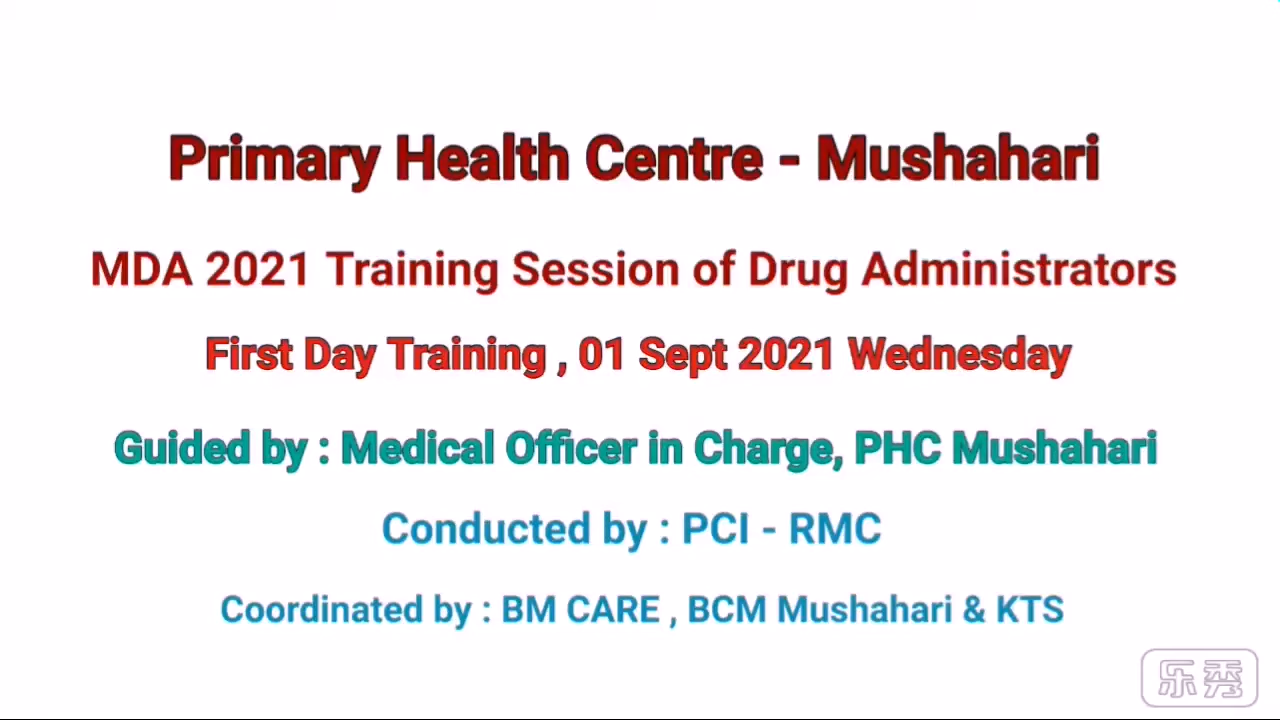 Primary Health Centre - Mushahari
MDA 2021 Training Session of Drug Administrators
First Day Training , 01 Sept 2021 Wednesday
Guided by : Medical Officer in Charge, PHC Mushahari
Conducted by : PCI - RMC
Coordinated by : BM CARE , BCM Mushahari & KTS
乐秀